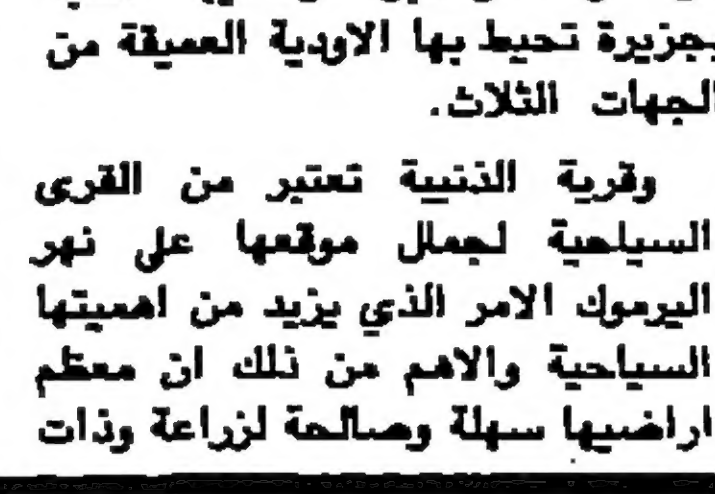 بجزيرة تحيط بها الاودية العميقة من
الجهات الثلاث.
وقرية الذنيبة تعتبر من القرى
السياحية لجمال موقعها على نهر
اليرموك الامر الذي يزيد من اهميتها
السياحية والاهم من ذلك ان معظم
اراضيها سهلة وصالحة لزراعة وذات